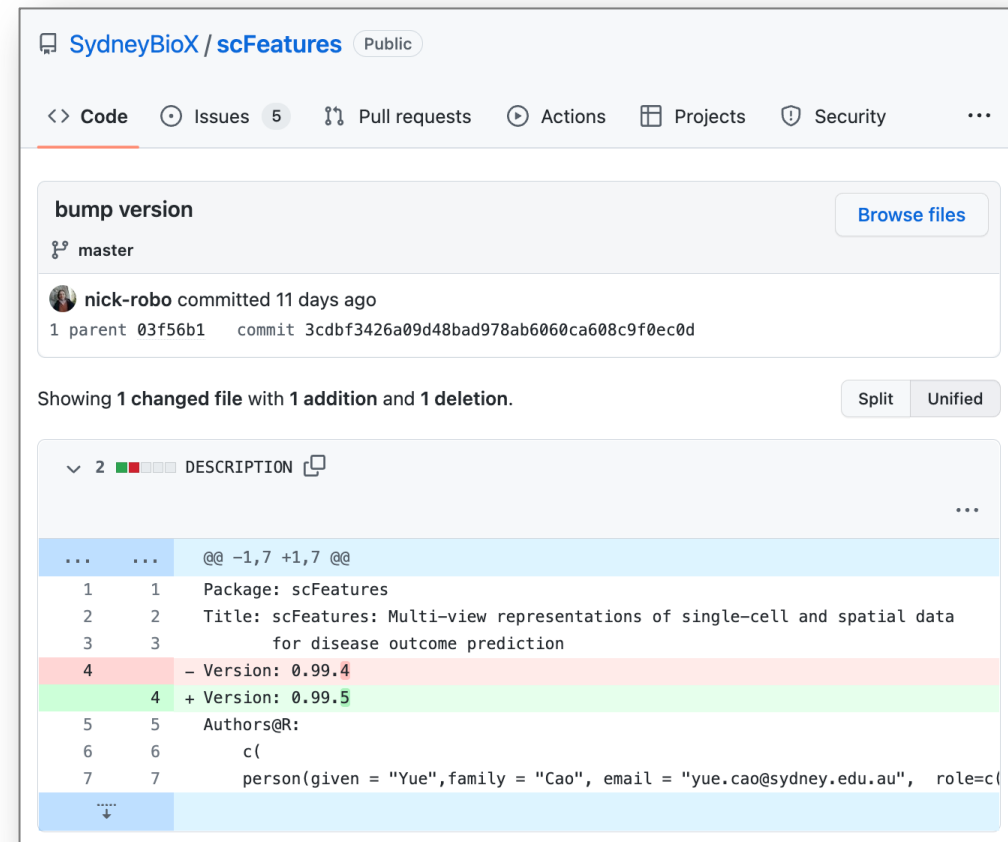 SydneyBioX / scFeatures Public
Code Issues 5 Pull requests Actions Projects Security ...
bump version
Browse files
master
nick-robo committed 11 days ago
1 parent 03f56b1 commit 3cdbf3426a09d48bad978ab6060ca608c9f0ec0d
Showing 1 changed file with 1 addition and 1 deletion.
Split Unified
2 DESCRIPTION
...
... ... @@ -1,7 +1,7 @@
1 1 Package: scFeatures
2 2 Title: scFeatures: Multi-view representations of single-cell and spatial data
3 3 for disease outcome prediction
4 - Version: 0.99.4
4 + Version: 0.99.5
5 5 Authors@R:
6 6 c(
7 7 person(given = "Yue",family = "Cao", email = "yue.cao@sydney.edu.au", role=c(